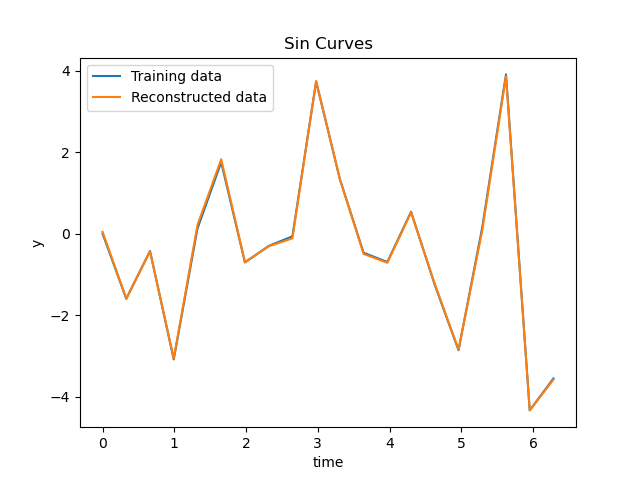 Sin Curves
Training data
Reconstructed data
4
2
0
−2
−4
y
0 1 2 3 4 5 6
time